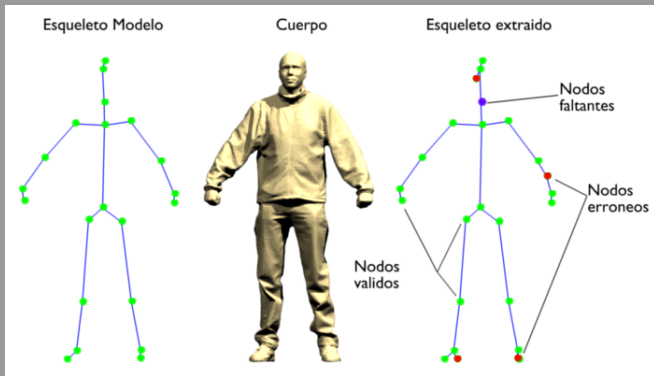 Esqueleto Modelo
Cuerpo
Esqueleto extraido
Nodos
faltantes
Nodos
erroneos
Nodos
validos